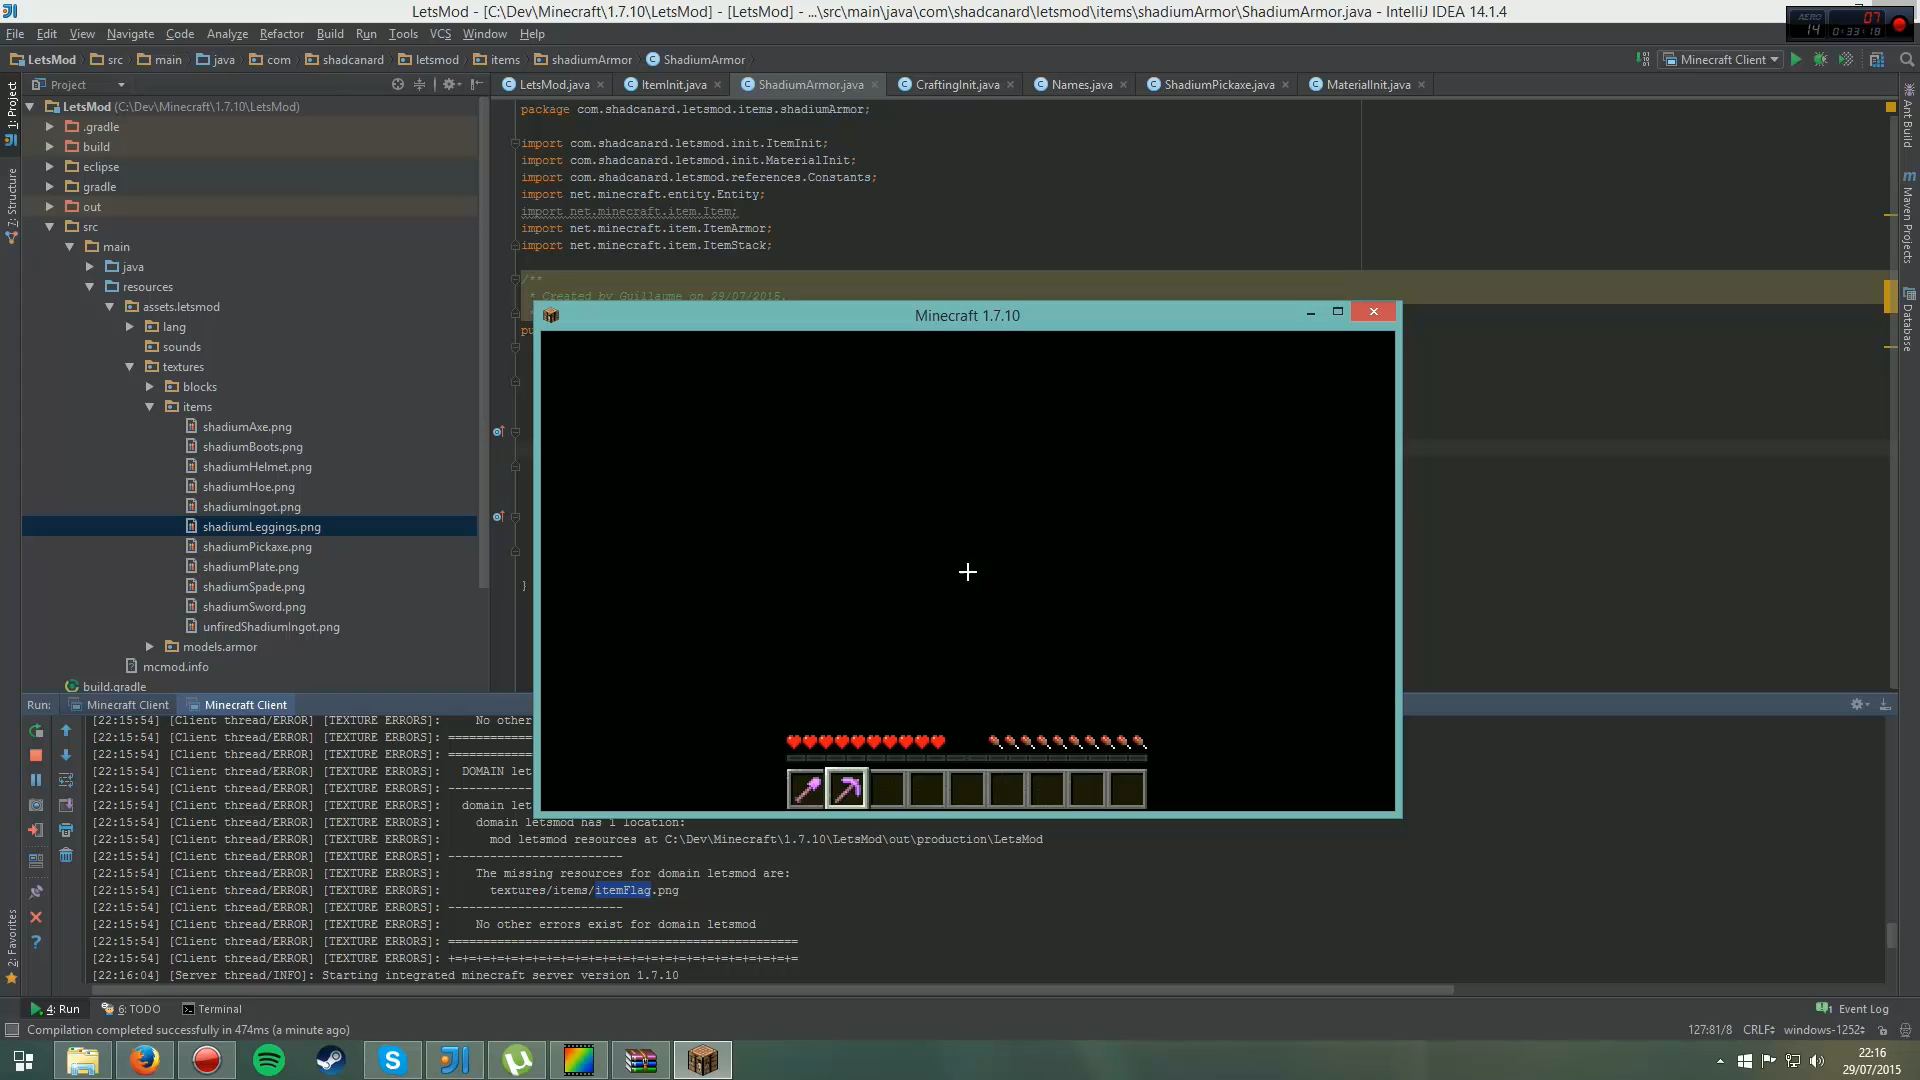 LetsMod - [C:\Dev\Minecraft\1.7.10\LetsMod] - [LetsMod] - ...\src\main\java\com\shadcanard\letsmod\items\shadiumArmor\ShadiumArmor.java - IntelliJ IDEA 14.1.4
AERO 14 07 0:33:18
File Edit View Navigate Code Analyze Refactor Build Run Tools VCS Window Help
LetsMod src main java com shadcanard letsmod items shadiumArmor ShadiumArmor Minecraft Client
Project LetsMod.java ItemInit.java ShadiumArmor.java CraftingInit.java Names.java ShadiumPickaxe.java MaterialInit.java
1: Project
7: Structure
2: Favorites
Ant Build
Maven Projects
Database
LetsMod (C:\Dev\Minecraft\1.7.10\LetsMod)
.gradle
build
eclipse
gradle
out
src
main
java
resources
assets.letsmod
lang
sounds
textures
blocks
items
shadiumAxe.png
shadiumBoots.png
shadiumHelmet.png
shadiumHoe.png
shadiumIngot.png
shadiumLeggings.png
shadiumPickaxe.png
shadiumPlate.png
shadiumSpade.png
shadiumSword.png
unfiredShadiumIngot.png
models.armor
mcmod.info
build.gradle
package com.shadcanard.letsmod.items.shadiumArmor;
import com.shadcanard.letsmod.init.ItemInit;
import com.shadcanard.letsmod.init.MaterialInit;
import com.shadcanard.letsmod.references.Constants;
import net.minecraft.entity.Entity;
import net.minecraft.item.Item;
import net.minecraft.item.ItemArmor;
import net.minecraft.item.ItemStack;
/**
* Created by Guillaume on 29/07/2015.
pu
}
Minecraft 1.7.10
Run: Minecraft Client Minecraft Client
[22:15:54] [Client thread/ERROR] [TEXTURE ERRORS]: No other
[22:15:54] [Client thread/ERROR] [TEXTURE ERRORS]: ============
[22:15:54] [Client thread/ERROR] [TEXTURE ERRORS]: ============
[22:15:54] [Client thread/ERROR] [TEXTURE ERRORS]: DOMAIN let
[22:15:54] [Client thread/ERROR] [TEXTURE ERRORS]: ------------
[22:15:54] [Client thread/ERROR] [TEXTURE ERRORS]: domain let
[22:15:54] [Client thread/ERROR] [TEXTURE ERRORS]: domain letsmod has 1 location:
[22:15:54] [Client thread/ERROR] [TEXTURE ERRORS]: mod letsmod resources at C:\Dev\Minecraft\1.7.10\LetsMod\out\production\LetsMod
[22:15:54] [Client thread/ERROR] [TEXTURE ERRORS]: -------------------------
[22:15:54] [Client thread/ERROR] [TEXTURE ERRORS]: The missing resources for domain letsmod are:
[22:15:54] [Client thread/ERROR] [TEXTURE ERRORS]: textures/items/itemFlag.png
[22:15:54] [Client thread/ERROR] [TEXTURE ERRORS]: -------------------------
[22:15:54] [Client thread/ERROR] [TEXTURE ERRORS]: No other errors exist for domain letsmod
[22:15:54] [Client thread/ERROR] [TEXTURE ERRORS]: ==================================================
[22:15:54] [Client thread/ERROR] [TEXTURE ERRORS]: +=+=+=+=+=+=+=+=+=+=+=+=+=+=+=+=+=+=+=+=+=+=+=+=+=
[22:16:04] [Server thread/INFO]: Starting integrated minecraft server version 1.7.10
4: Run 6: TODO Terminal Event Log
Compilation completed successfully in 474ms (a minute ago) 127:81/8 CRLF windows-1252
22:16
29/07/2015